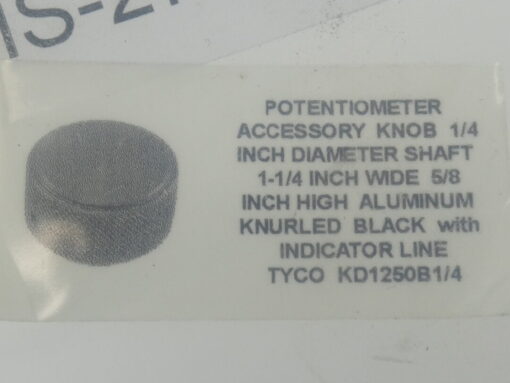 POTENTIOMETER
ACCESSORY KNOB 1/4
INCH DIAMETER SHAFT
1-1/4 INCH WIDE 5/8
INCH HIGH ALUMINUM
KNURLED BLACK with
INDICATOR LINE
TYCO KD1250B1/4